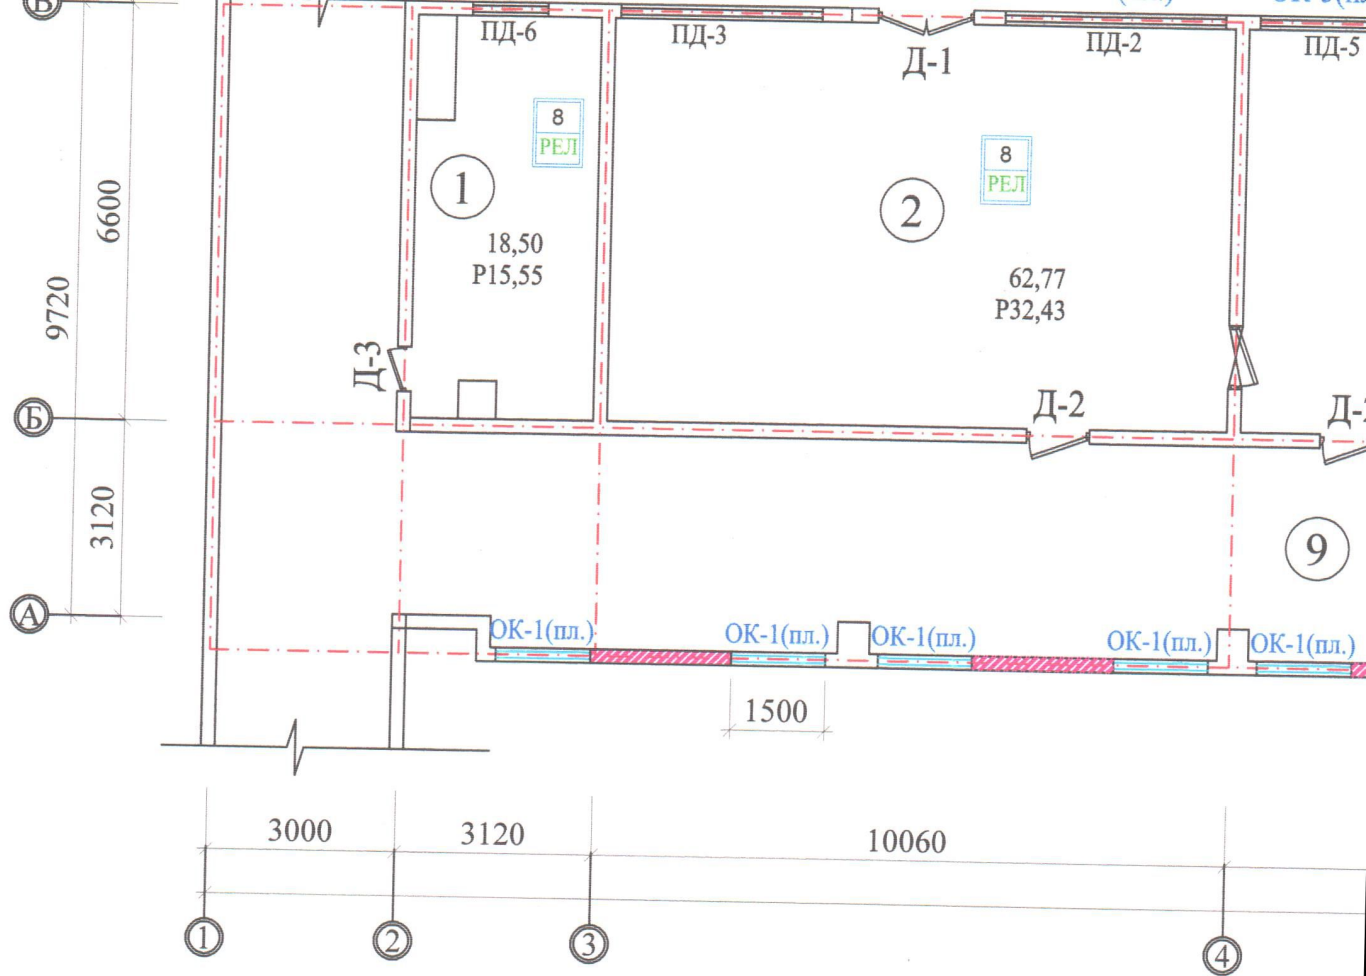 В
ПД-6
ПД-3
Д-1
ПД-2
ПД-5
8
РЕЛ
8
РЕЛ
1
2
18,50
Р15,55
62,77
Р32,43
6600
9720
Д-3
Д-2
Б
3120
9
А
ОК-1(пл.)
ОК-1(пл.)
ОК-1(пл.)
ОК-1(пл.)
ОК-1(пл.)
1500
3000
3120
10060
1
2
3
4